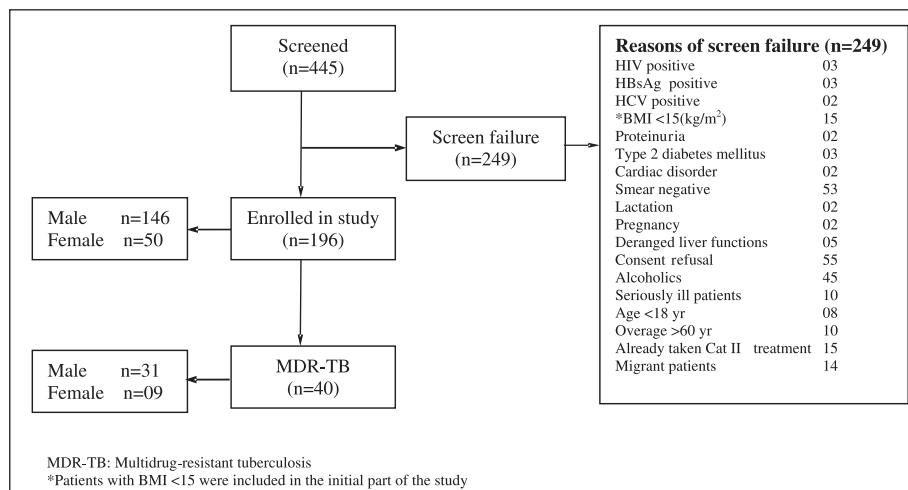 Screened
(n=445)
Screen failure
(n=249)
Male n=146
Female n=50
Enrolled in study
(n=196)
Male n=31
Female n=09
MDR-TB
(n=40)
Reasons of screen failure (n=249)
HIV positive 03
HBsAg positive 03
HCV positive 02
*BMI <15(kg/m²) 15
Proteinuria 02
Type 2 diabetes mellitus 03
Cardiac disorder 02
Smear negative 53
Lactation 02
Pregnancy 02
Deranged liver functions 05
Consent refusal 55
Alcoholics 45
Seriously ill patients 10
Age <18 yr 08
Overage >60 yr 10
Already taken Cat II treatment 15
Migrant patients 14
MDR-TB: Multidrug-resistant tuberculosis
*Patients with BMI <15 were included in the initial part of the study